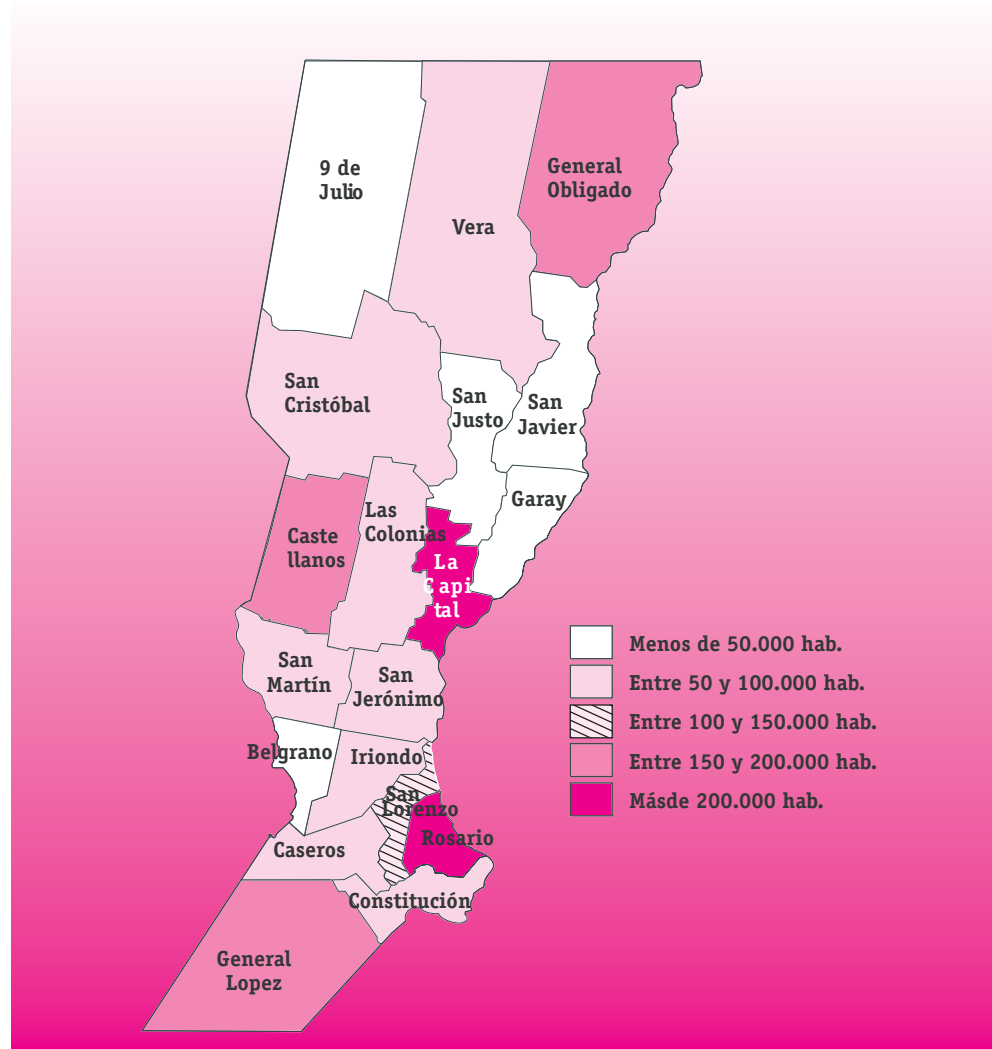 9 de
Julio
Vera
General
Obligado
San
Cristóbal
San
Justo
San
Javier
Garay
Las
Colonias
Caste
llanos
La
Capi
tal
San
Martín
San
Jerónimo
Belgrano
Iriondo
San
Lorenzo
Rosario
Caseros
Constitución
General
Lopez
Menos de 50.000 hab.
Entre 50 y 100.000 hab.
Entre 100 y 150.000 hab.
Entre 150 y 200.000 hab.
Másde 200.000 hab.